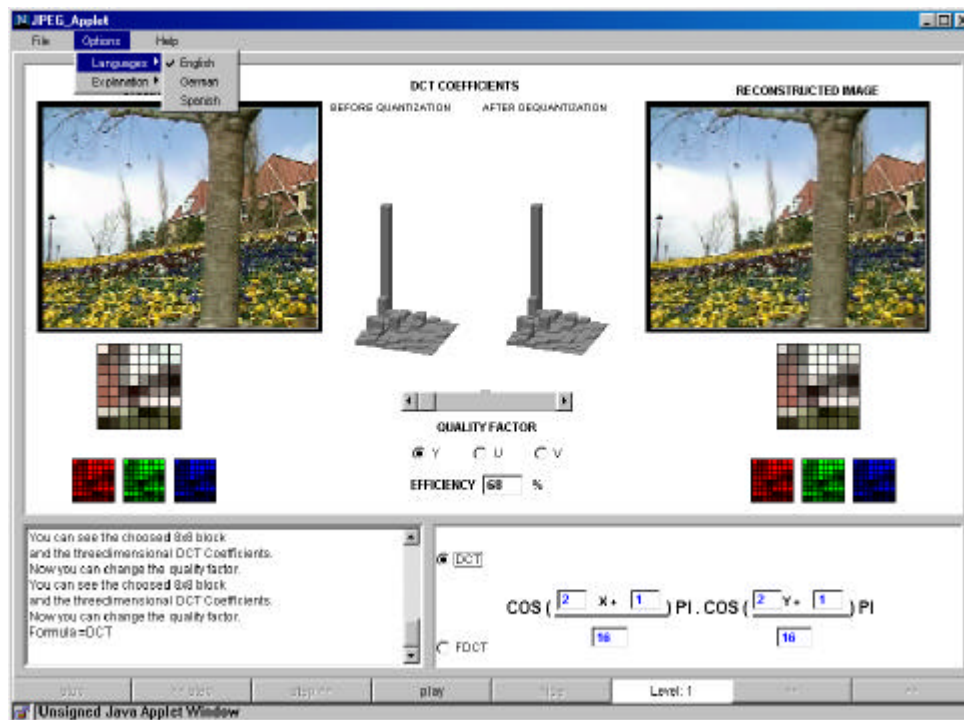 JPEG_Applet
File Options Help
Languages English
Explanation German
Spanish
DCT COEFFICIENTS
BEFORE QUANTIZATION AFTER DEQUANTIZATION
RECONSTRUCTED IMAGE
QUALITY FACTOR
Y U V
EFFICIENCY 68 %
You can see the choosed 8x8 block
and the threedimensional DCT Coefficients.
Now you can change the quality factor.
You can see the choosed 8x8 block
and the threedimensional DCT Coefficients.
Now you can change the quality factor.
Formula =DCT
DCT
COS ( 2 X + 1 ) PI . COS ( 2 Y + 1 ) PI
16 16
FDCT
play Level: 1
Unsigned Java Applet Window